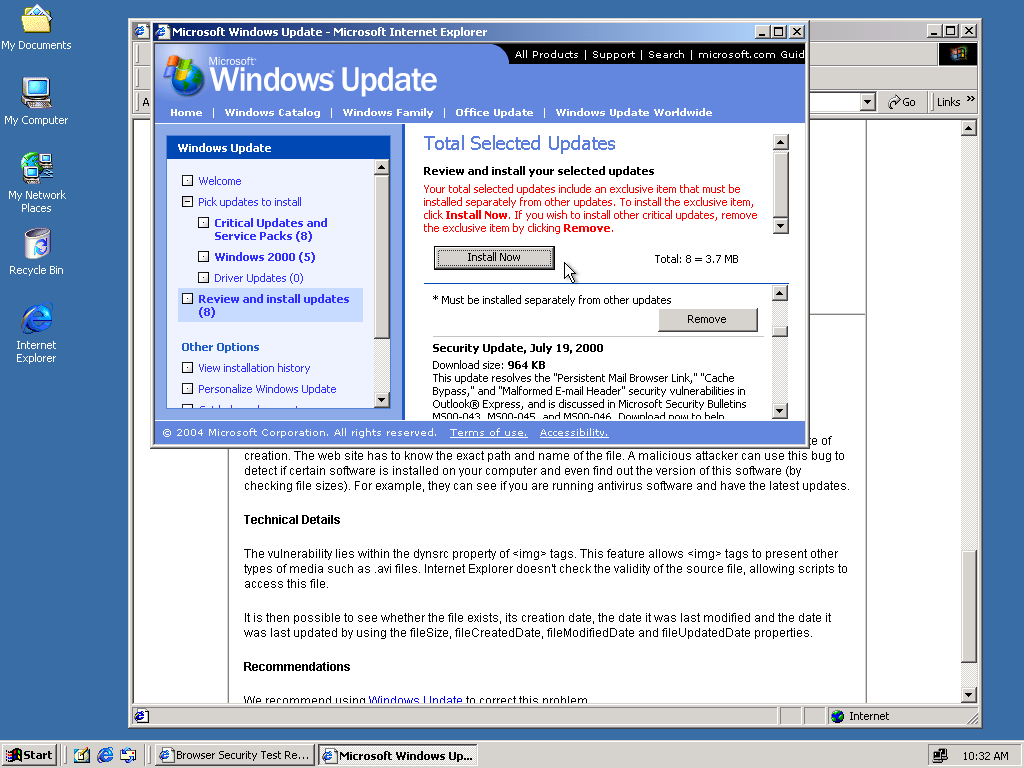 My Documents
My Computer
My Network
Places
Recycle Bin
Internet
Explorer
Microsoft Windows Update - Microsoft Internet Explorer
All Products | Support | Search | microsoft.com Guid
Microsoft
Windows Update
Home | Windows Catalog | Windows Family | Office Update | Windows Update Worldwide
A
Go
Links »
Windows Update
Welcome
Pick updates to install
Critical Updates and
Service Packs (8)
Windows 2000 (5)
Driver Updates (0)
Review and install updates
(8)
Other Options
View installation history
Personalize Windows Update
Total Selected Updates
Review and install your selected updates
Your total selected updates include an exclusive item that must be
installed separately from other updates. To install the exclusive item,
click Install Now. If you wish to install other critical updates, remove
the exclusive item by clicking Remove.
Install Now
Total: 8 = 3.7 MB
* Must be installed separately from other updates
Remove
Security Update, July 19, 2000
Download size: 964 KB
This update resolves the "Persistent Mail Browser Link," "Cache
Bypass," and "Malformed E-mail Header" security vulnerabilities in
Outlook® Express, and is discussed in Microsoft Security Bulletins
MS00-043, MS00-045, and MS00-046. Download now to help
© 2004 Microsoft Corporation. All rights reserved. Terms of use. Accessibility.
of
creation. The web site has to know the exact path and name of the file. A malicious attacker can use this bug to
detect if certain software is installed on your computer and even find out the version of this software (by
checking file sizes). For example, they can see if you are running antivirus software and have the latest updates.
Technical Details
The vulnerability lies within the dynsrc property of <img> tags. This feature allows <img> tags to present other
types of media such as .avi files. Internet Explorer doesn't check the validity of the source file, allowing scripts to
access this file.
It is then possible to see whether the file exists, its creation date, the date it was last modified and the date it
was last updated by using the fileSize, fileCreatedDate, fileModifiedDate and fileUpdatedDate properties.
Recommendations
We recommend using Windows Update to correct this problem.
Internet
Start
Browser Security Test Re...
Microsoft Windows Up...
10:32 AM